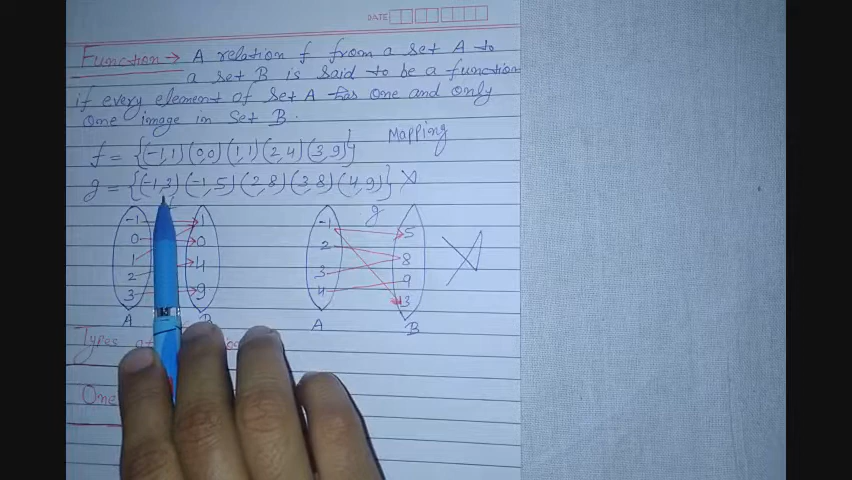 DATE
Function → A relation f from a set A to
a set B is said to be a function
if every element of set A has one and only
one image in set B.
f = {(-1,1) (0,0) (1,1) (2,4) (3,9)} Mapping
g = {(-1,3) (-1,5) (2,8) (3,8) (4,9)} X
g
-1 1
0 0
1
2 4
3 9
A B
-1 5
2 8
3 9
4 3
A B
Types
One